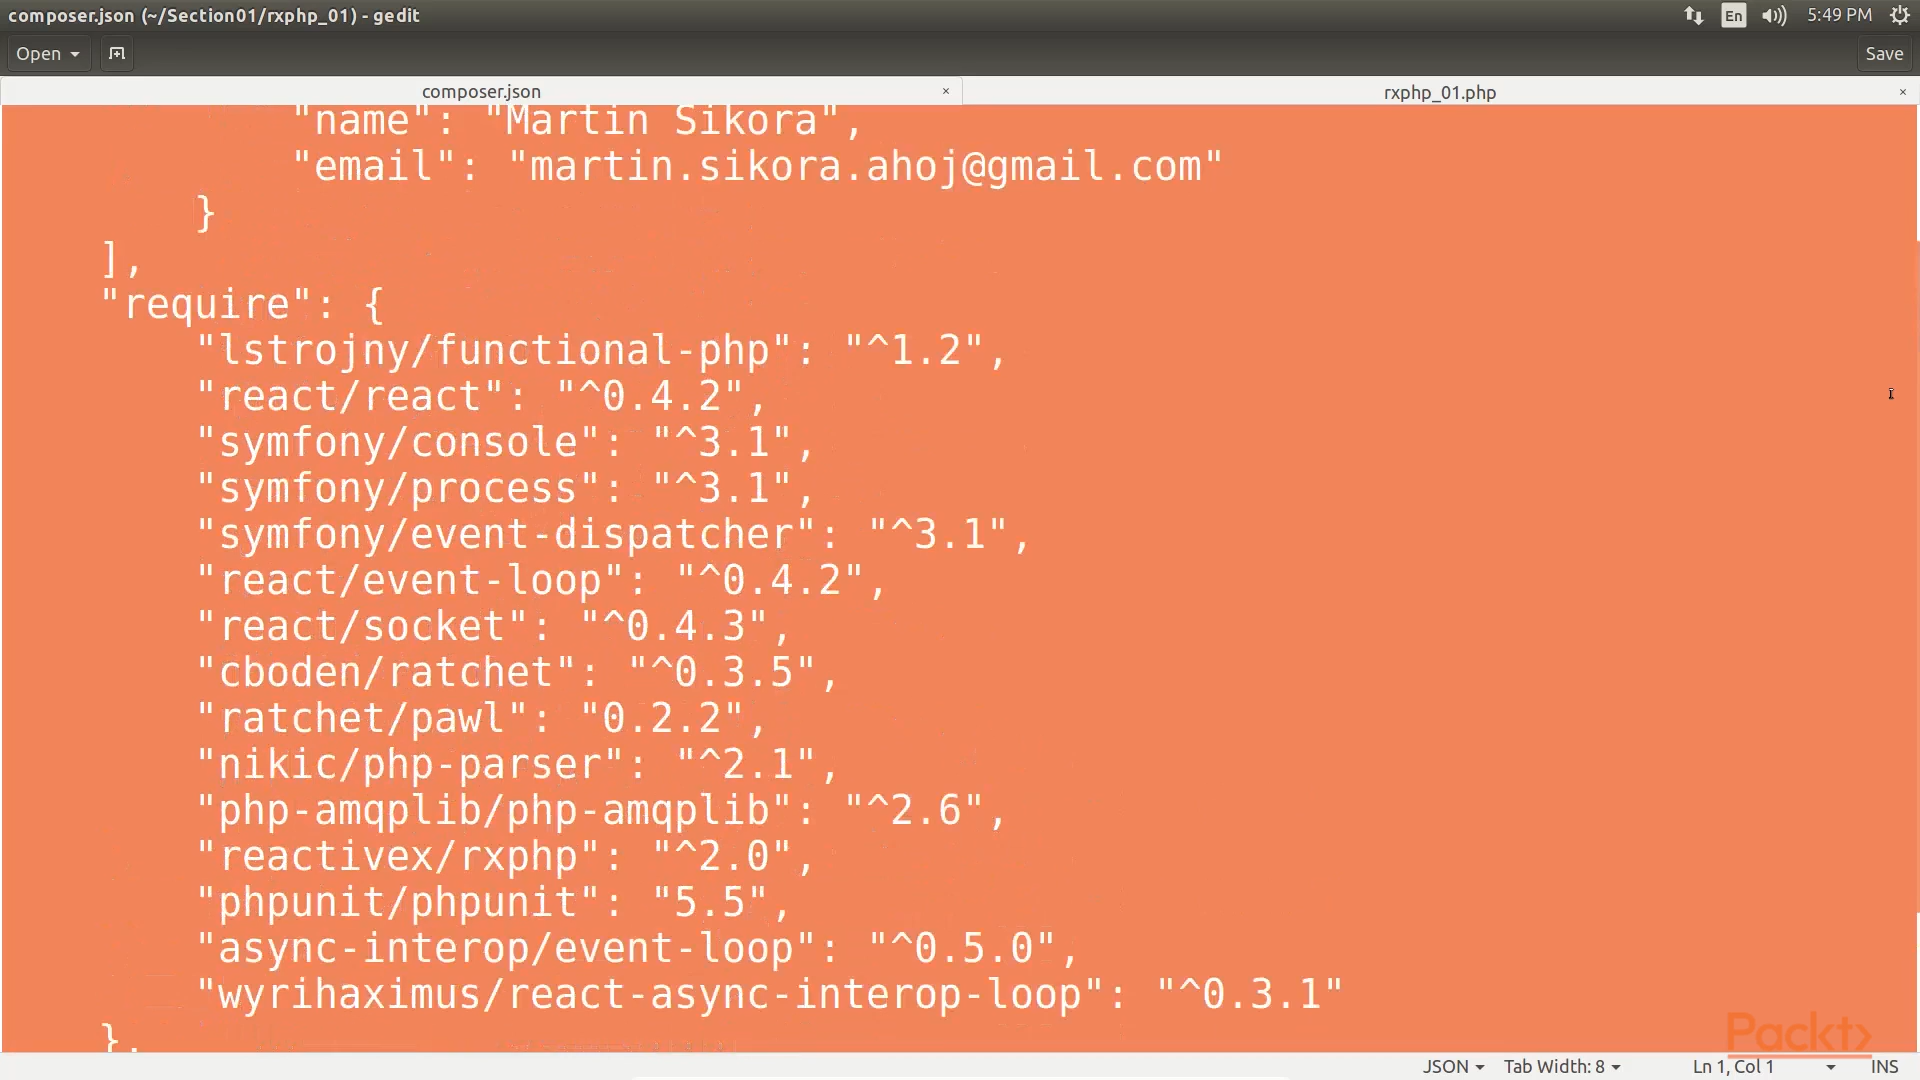 composer.json (~/Section01/rxphp_01) - gedit
En
5:49 PM
Open
Save
composer.json ×
rxphp_01.php ×
"name": "Martin Sikora",
"email": "martin.sikora.ahoj@gmail.com"
}
],
"require": {
"lstrojny/functional-php": "^1.2",
"react/react": "^0.4.2",
"symfony/console": "^3.1",
"symfony/process": "^3.1",
"symfony/event-dispatcher": "^3.1",
"react/event-loop": "^0.4.2",
"react/socket": "^0.4.3",
"cboden/ratchet": "^0.3.5",
"ratchet/pawl": "0.2.2",
"nikic/php-parser": "^2.1",
"php-amqplib/php-amqplib": "^2.6",
"reactivex/rxphp": "^2.0",
"phpunit/phpunit": "5.5",
"async-interop/event-loop": "^0.5.0",
"wyrihaximus/react-async-interop-loop": "^0.3.1"
},
Packt>
JSON Tab Width: 8 Ln 1, Col 1 INS